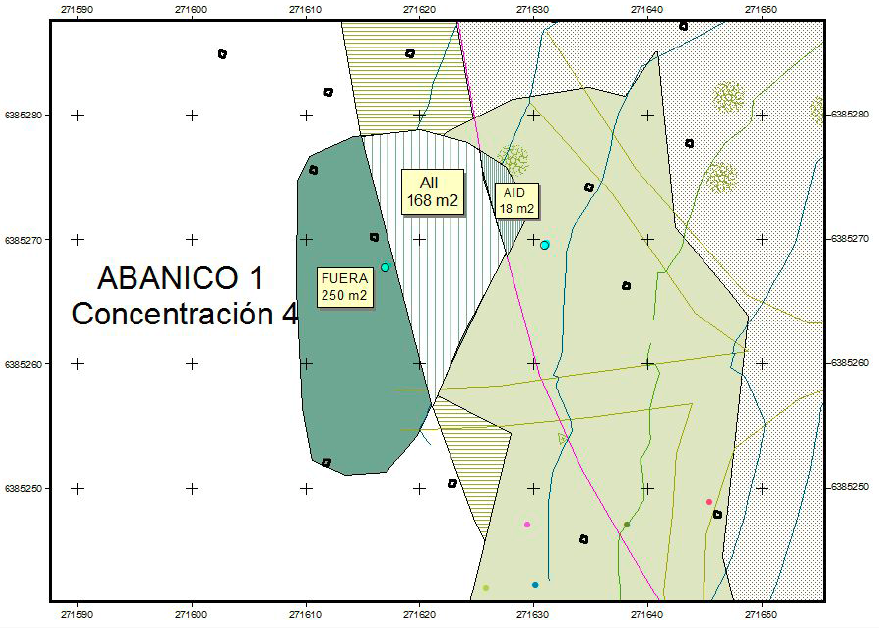 271590 271600 271610 271620 271630 271640 271650
6385280 6385280
AII
168 m2
AID
18 m2
6385270 6385270
ABANICO 1
Concentración 4
FUERA
250 m2
6385260 6385260
6385250 6385250
271590 271600 271610 271620 271630 271640 271650